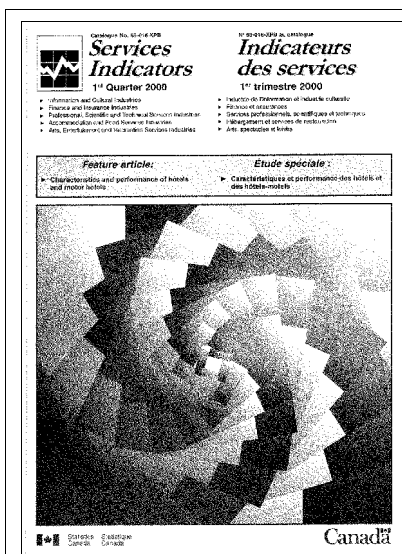 Catalogue No. 63-016-XPB
Services
Indicators
1st Quarter 2000
► Information and Cultural Industries
► Finance and Insurance Industries
► Professional, Scientific and Technical Services Industries
► Accommodation and Food Services Industries
► Arts, Entertainment and Recreation Services Industries
N° 63-016-XPB au catalogue
Indicateurs
des services
1er trimestre 2000
► Industrie de l'information et industrie culturelle
► Finance et assurances
► Services professionnels, scientifiques et techniques
► Hébergement et services de restauration
► Arts, spectacles et loisirs
Feature article:
► Characteristics and performance of hotels
and motor hotels
Étude spéciale :
► Caractéristiques et performance des hôtels et
des hôtels-motels
Statistics Statistique
Canada Canada
Canada